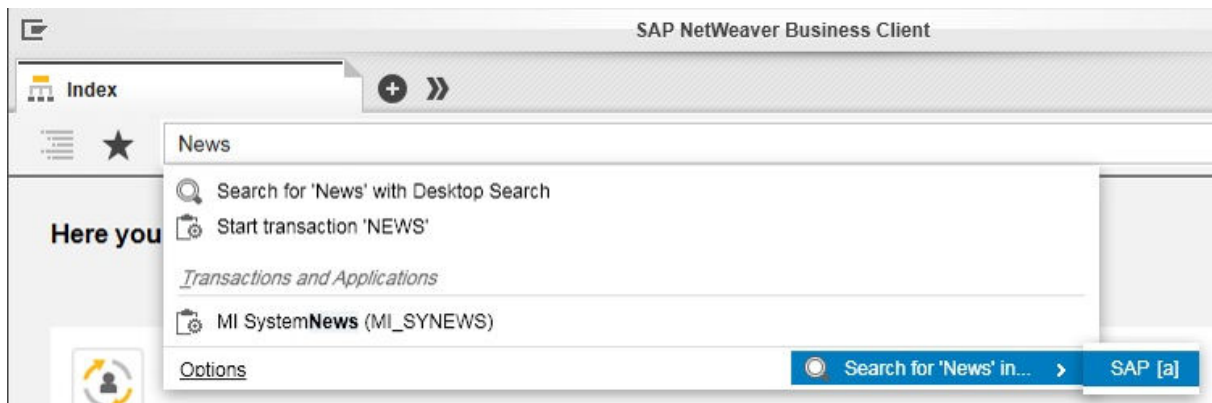 SAP NetWeaver Business Client
Index
News
Search for 'News' with Desktop Search
Start transaction 'NEWS'
Here you
Transactions and Applications
MI SystemNews (MI_SYNEWS)
Options
Search for 'News' in...
SAP [a]